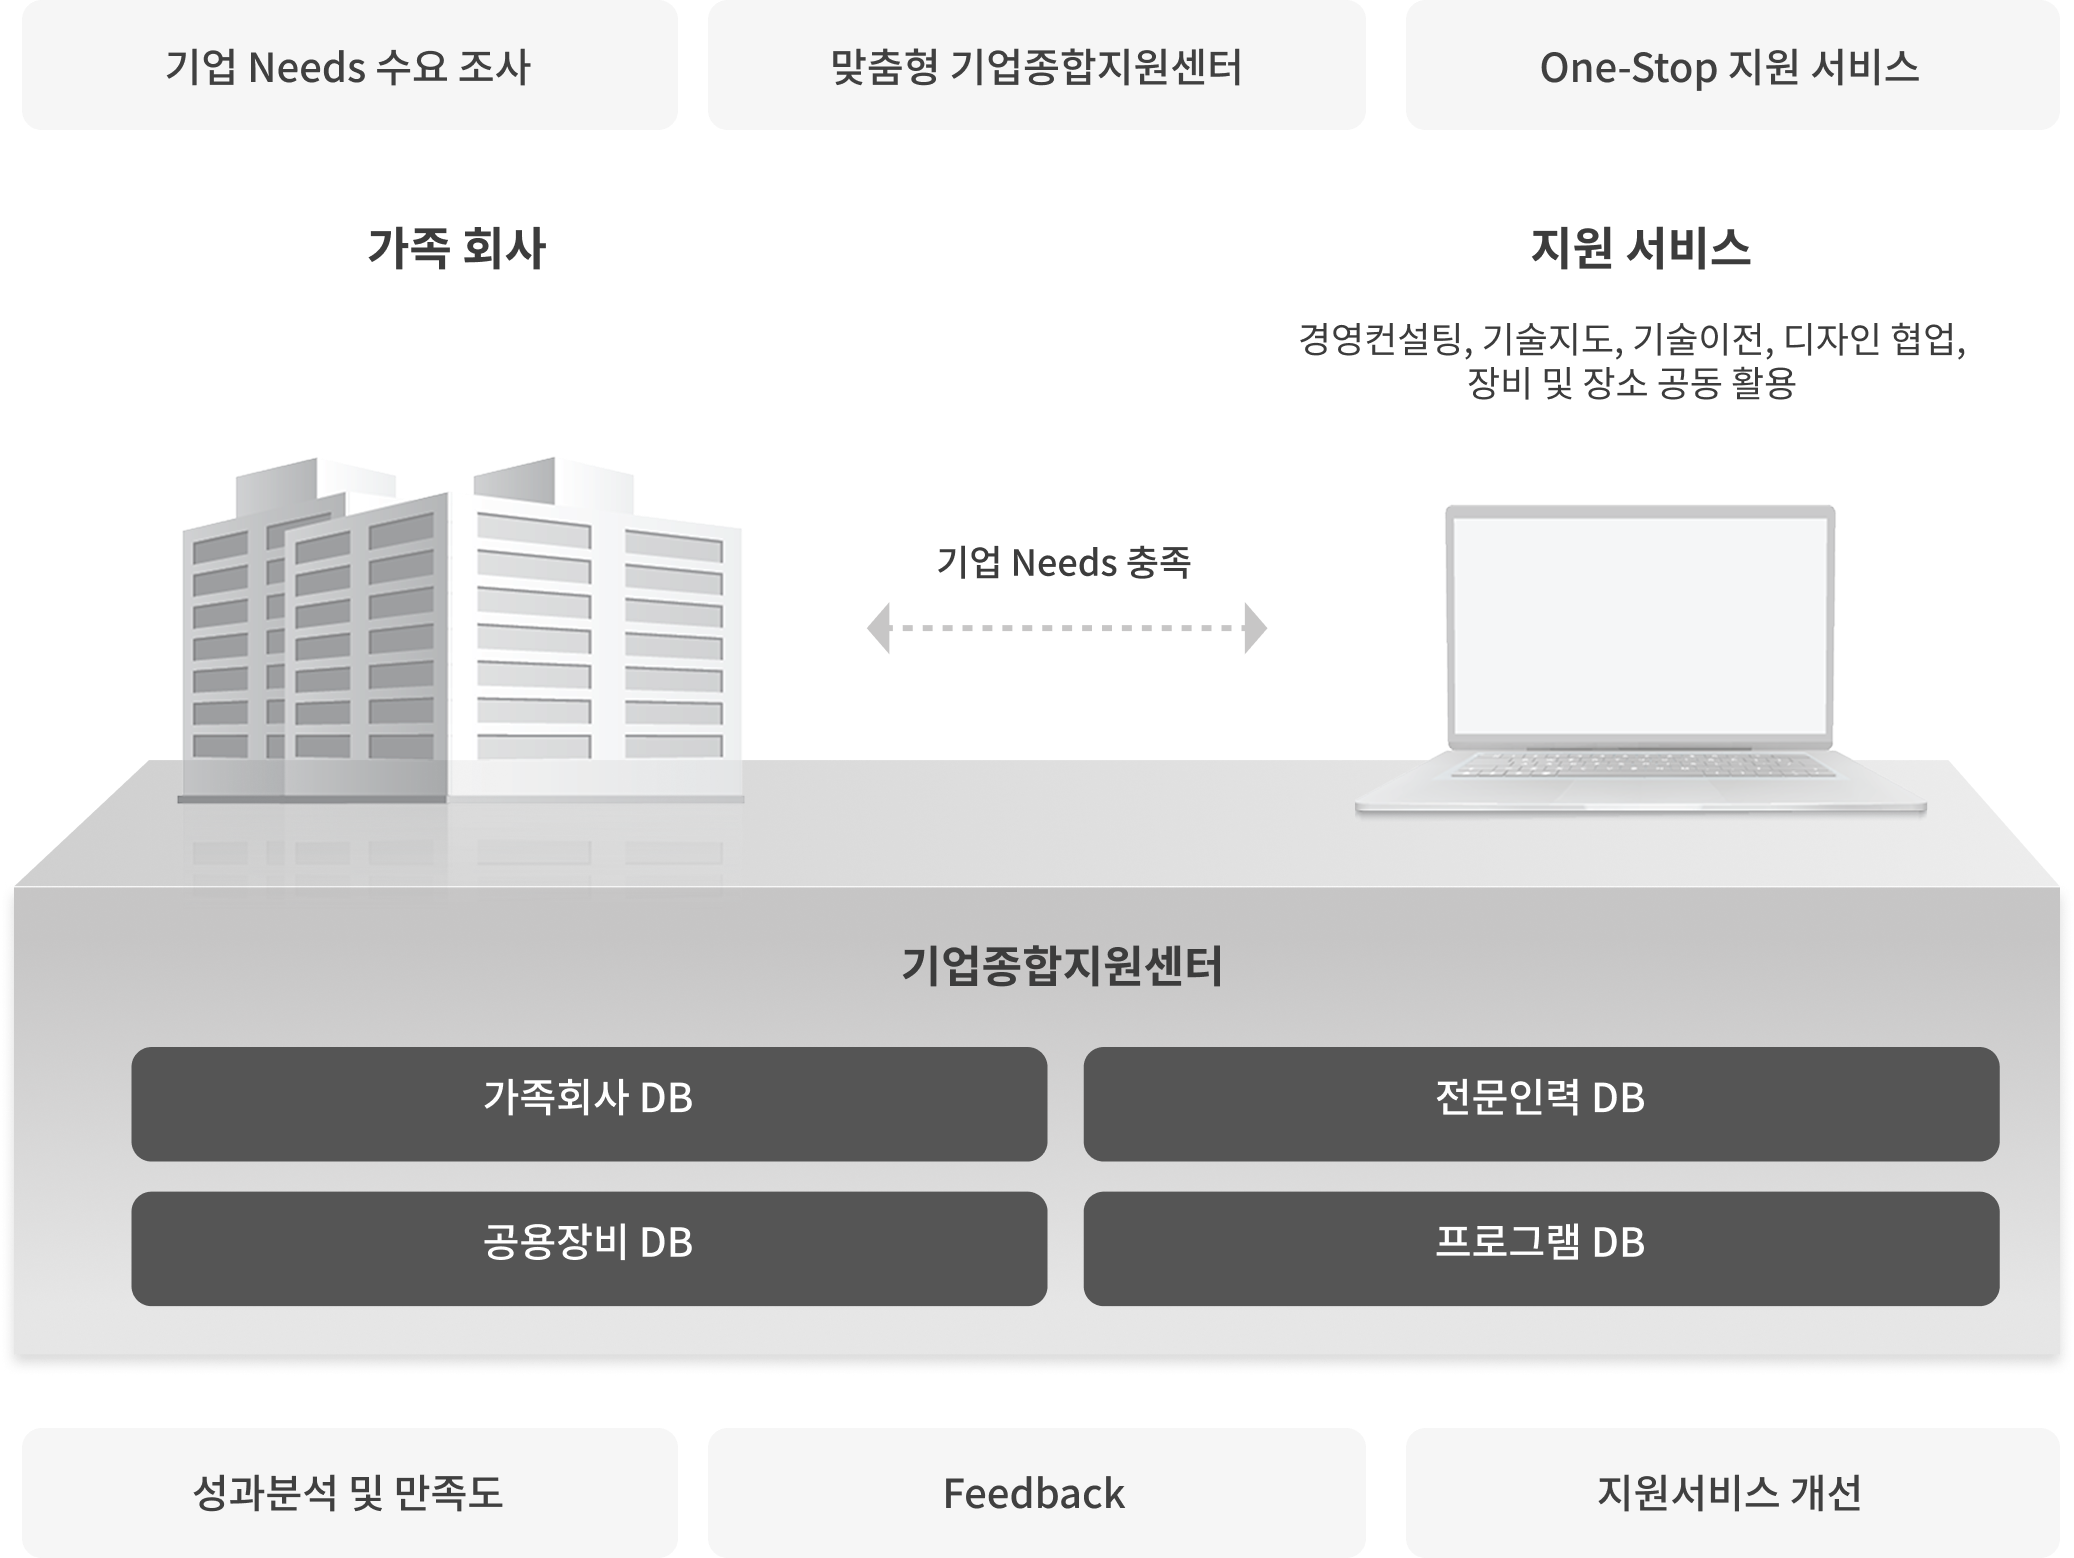 기업 Needs 수요 조사
맞춤형 기업종합지원센터
One-Stop 지원 서비스
가족 회사
지원 서비스
경영컨설팅, 기술지도, 기술이전, 디자인 협업,
장비 및 장소 공동 활용
기업 Needs 충족
기업종합지원센터
가족회사 DB
전문인력 DB
공용장비 DB
프로그램 DB
성과분석 및 만족도
Feedback
지원서비스 개선